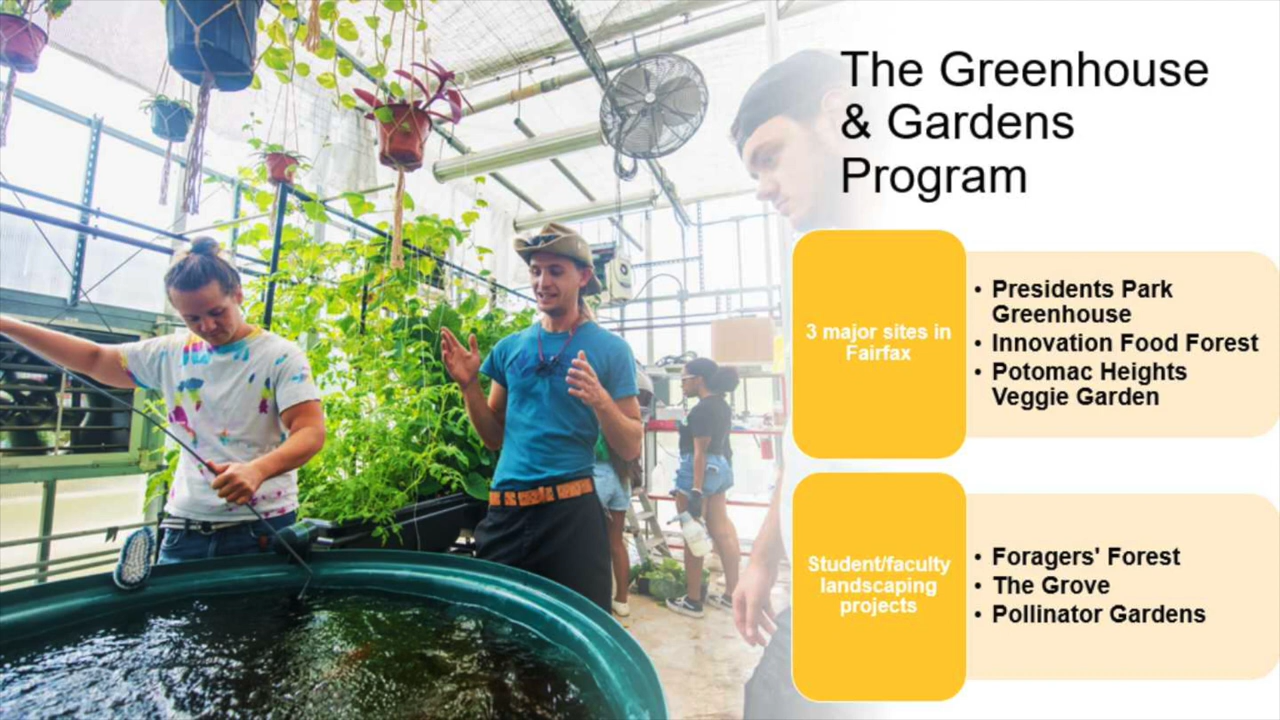 The Greenhouse
& Gardens
Program
3 major sites in
Fairfax
• Presidents Park
Greenhouse
• Innovation Food Forest
• Potomac Heights
Veggie Garden
Student/faculty
landscaping
projects
• Foragers' Forest
• The Grove
• Pollinator Gardens